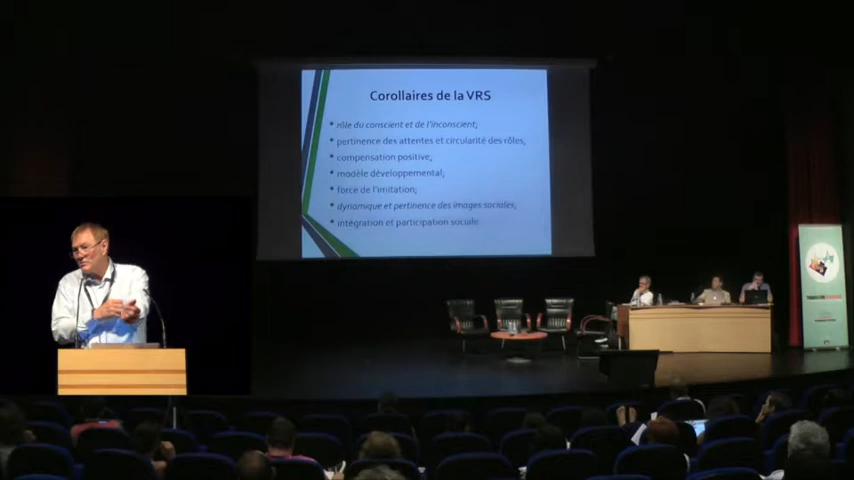 Corollaires de la VRS
• rôle du conscient et de l'inconscient;
• pertinence des attentes et circularité des rôles,
• compensation positive,
• modèle développemental;
• force de l'imitation;
• dynamique et pertinence des images sociales,
• intégration et participation sociale